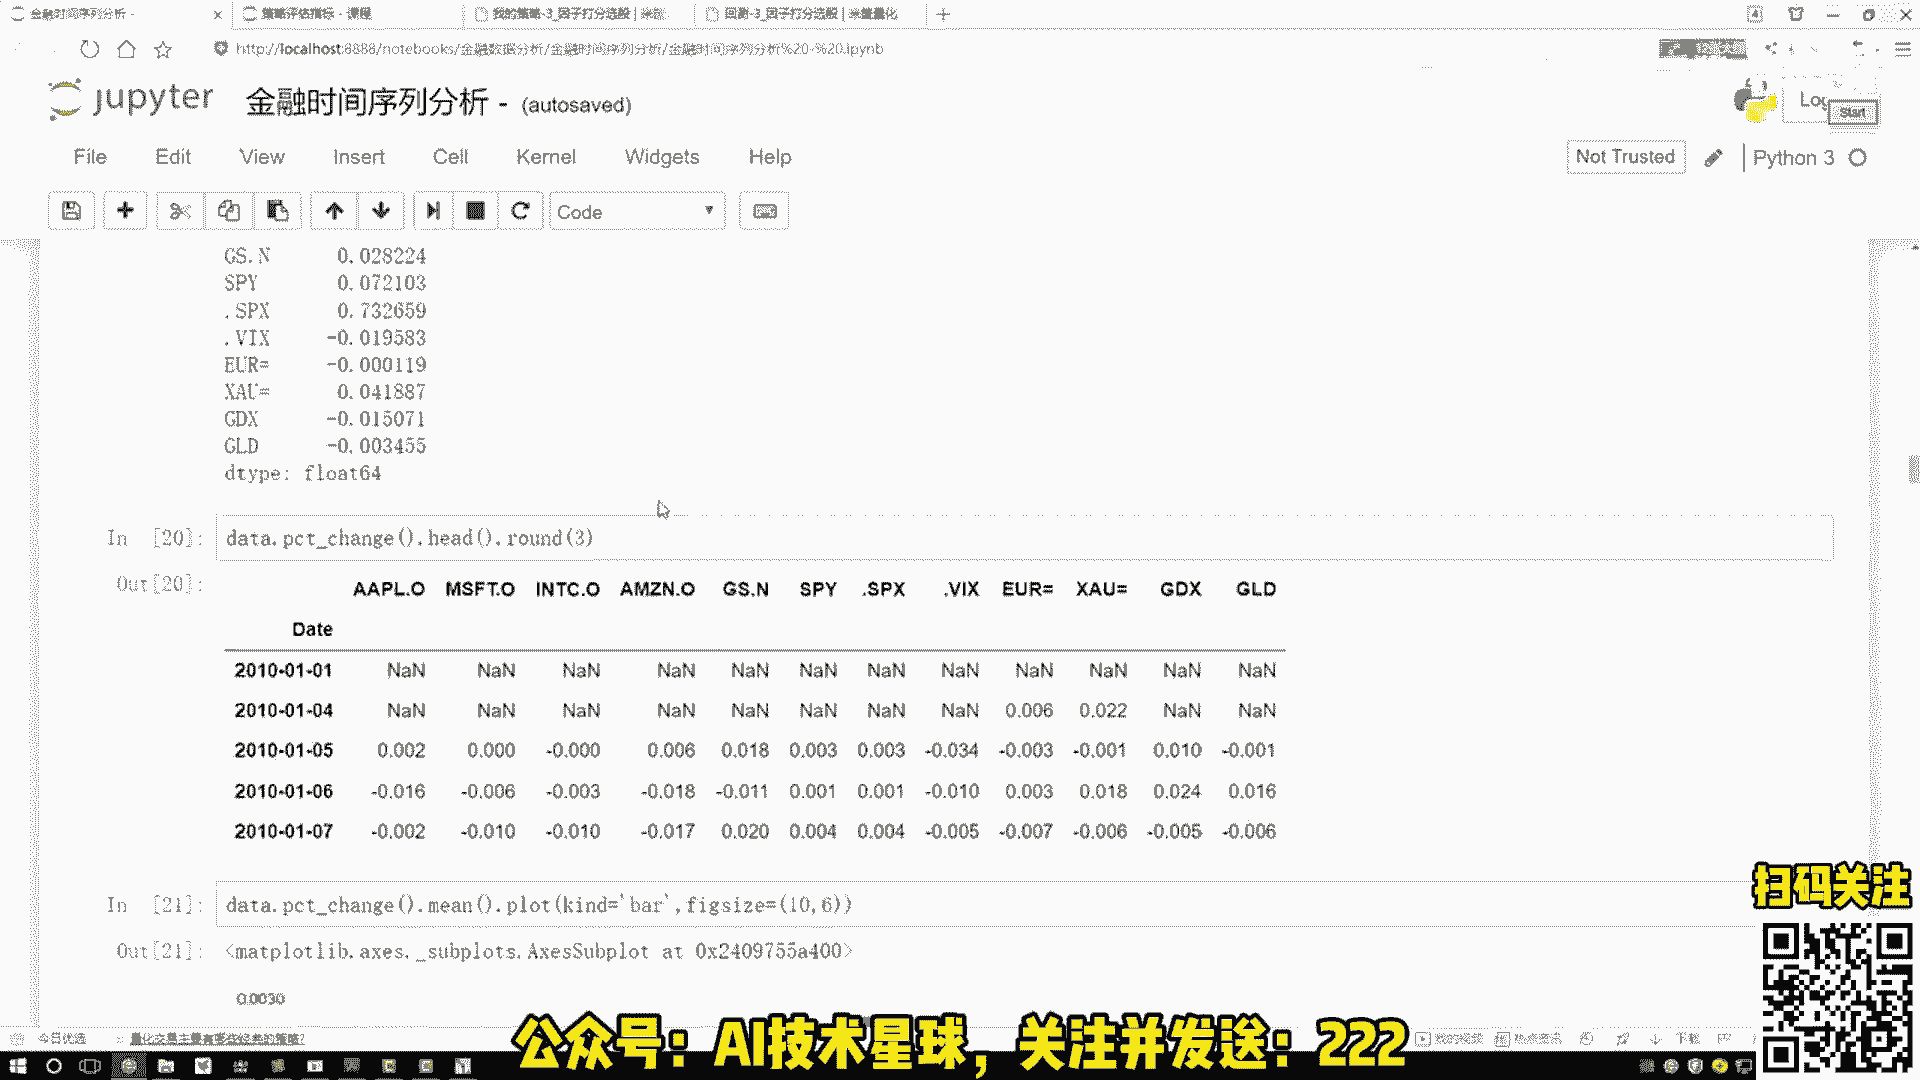 金融时间序列分析 -
策略评估指标 - 课程
我的策略-3_因子打分选股 | 米筐
回测-3_因子打分选股 | 米筐量化
http://localhost:8888/notebooks/金融数据分析/金融时间序列分析/金融时间序列分析%20-%20.ipynb
jupyter 金融时间序列分析 - (autosaved)
Start
File Edit View Insert Cell Kernel Widgets Help
Not Trusted
Python 3
Code
GS.N 0.028224
SPY 0.072103
.SPX 0.732659
.VIX -0.019583
EUR= -0.000119
XAU= 0.041887
GDX -0.015071
GLD -0.003455
dtype: float64
In [20]: data.pct_change().head().round(3)
Out[20]:
AAPL.O MSFT.O INTC.O AMZN.O GS.N SPY .SPX .VIX EUR= XAU= GDX GLD
Date
2010-01-01 NaN NaN NaN NaN NaN NaN NaN NaN NaN NaN NaN NaN
2010-01-04 NaN NaN NaN NaN NaN NaN NaN NaN 0.006 0.022 NaN NaN
2010-01-05 0.002 0.000 -0.000 0.006 0.018 0.003 0.003 -0.034 -0.003 -0.001 0.010 -0.001
2010-01-06 -0.016 -0.006 -0.003 -0.018 -0.011 0.001 0.001 -0.010 0.003 0.018 0.024 0.016
2010-01-07 -0.002 -0.010 -0.010 -0.017 0.020 0.004 0.004 -0.005 -0.007 -0.006 -0.005 -0.006
In [21]: data.pct_change().mean().plot(kind='bar',figsize=(10,6))
Out[21]: <matplotlib.axes._subplots.AxesSubplot at 0x2409755a400>
0.0030
扫码关注
公众号：AI技术星球，关注并发送：222
今日优选
下载